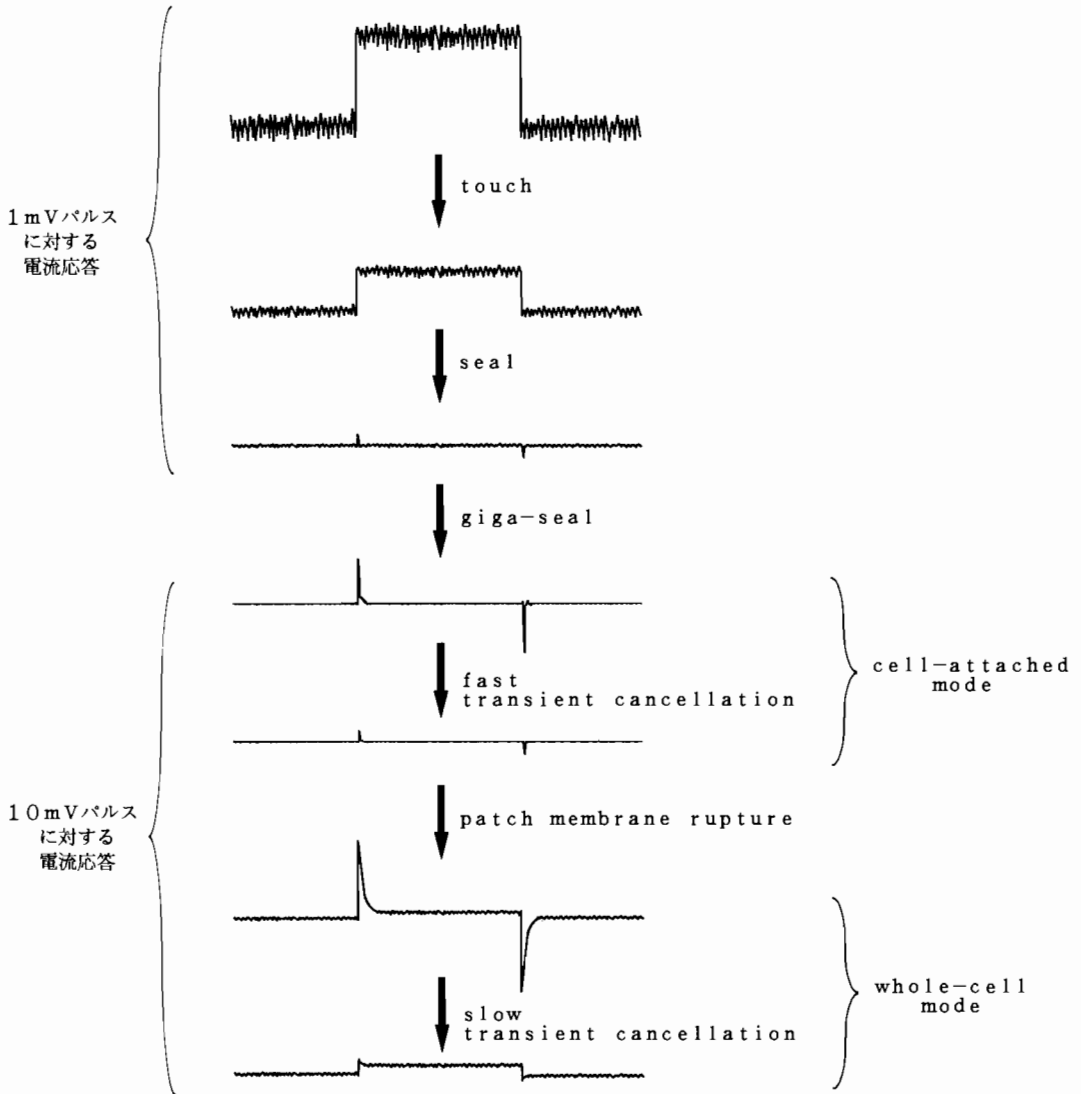 touch
1mVパルス
に対する
電流応答
seal
giga-seal
fast
transient cancellation
cell-attached
mode
patch membrane rupture
10mVパルス
に対する
電流応答
slow
transient cancellation
whole-cell
mode